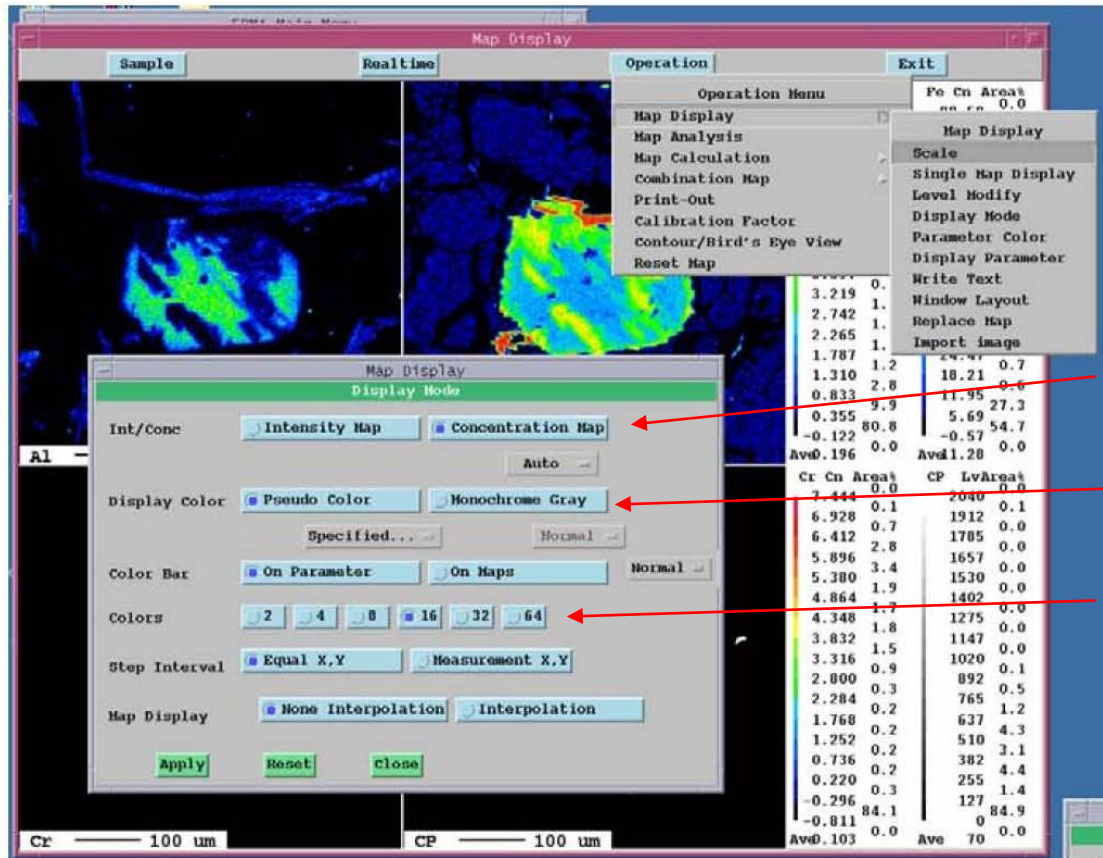 Map Display
Sample Realtime Operation Exit
Operation Menu
Map Display
Map Analysis
Map Calculation
Combination Map
Print-Out
Calibration Factor
Contour/Bird's Eye View
Reset Map
Fe Cn Area%
0.0
Map Display
Scale
Single Map Display
Level Modify
Display Mode
Parameter Color
Display Parameter
Write Text
Window Layout
Replace Map
Import image
3.219
2.742
2.265
1.787
1.2
24.47
0.7
1.310
2.8
18.21
0.6
0.833
9.9
11.95
27.3
0.355
80.8
5.69
54.7
-0.122
0.0
-0.57
0.0
Ave0.196
Ave11.28
Al
Map Display
Display Mode
Int/Conc Intensity Map Concentration Map
Auto
Display Color Pseudo Color Monochrome Gray
Specified... Normal
Color Bar On Parameter On Maps Normal
Colors 2 4 8 16 32 64
Step Interval Equal X,Y Measurement X,Y
Map Display None Interpolation Interpolation
Apply Reset Close
Cr Cn Area% CP LvArea%
0.0 0.0
7.444 2040
0.1 0.1
6.928 1912
0.7 0.0
6.412 1785
2.8 0.0
5.896 1657
3.4 0.0
5.380 1530
1.9 0.0
4.864 1402
1.7 0.0
4.348 1275
1.8 0.0
3.832 1147
1.5 0.0
3.316 1020
0.9 0.1
2.800 892
0.3 0.5
2.284 765
0.2 1.2
1.768 637
0.2 4.3
1.252 510
0.2 3.1
0.736 382
0.2 4.4
0.220 255
0.3 1.4
-0.296 127
84.1 84.9
-0.811 0
0.0 0.0
Ave0.103 Ave 70
Cr 100 um CP 100 um